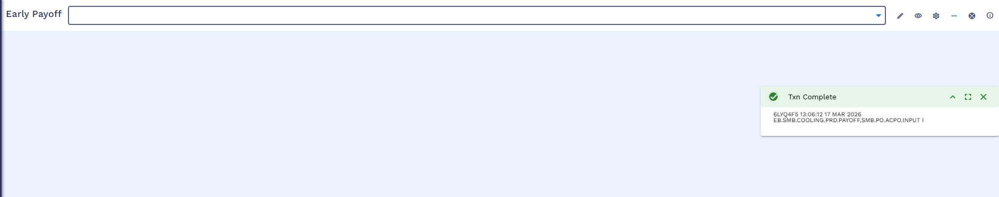 Early Payoff
Txn Complete
6LYQ4F5 13:06:12 17 MAR 2026
EB.SMB.COOLING.PRD.PAYOFF,SMB.PO.ACPO.INPUT I